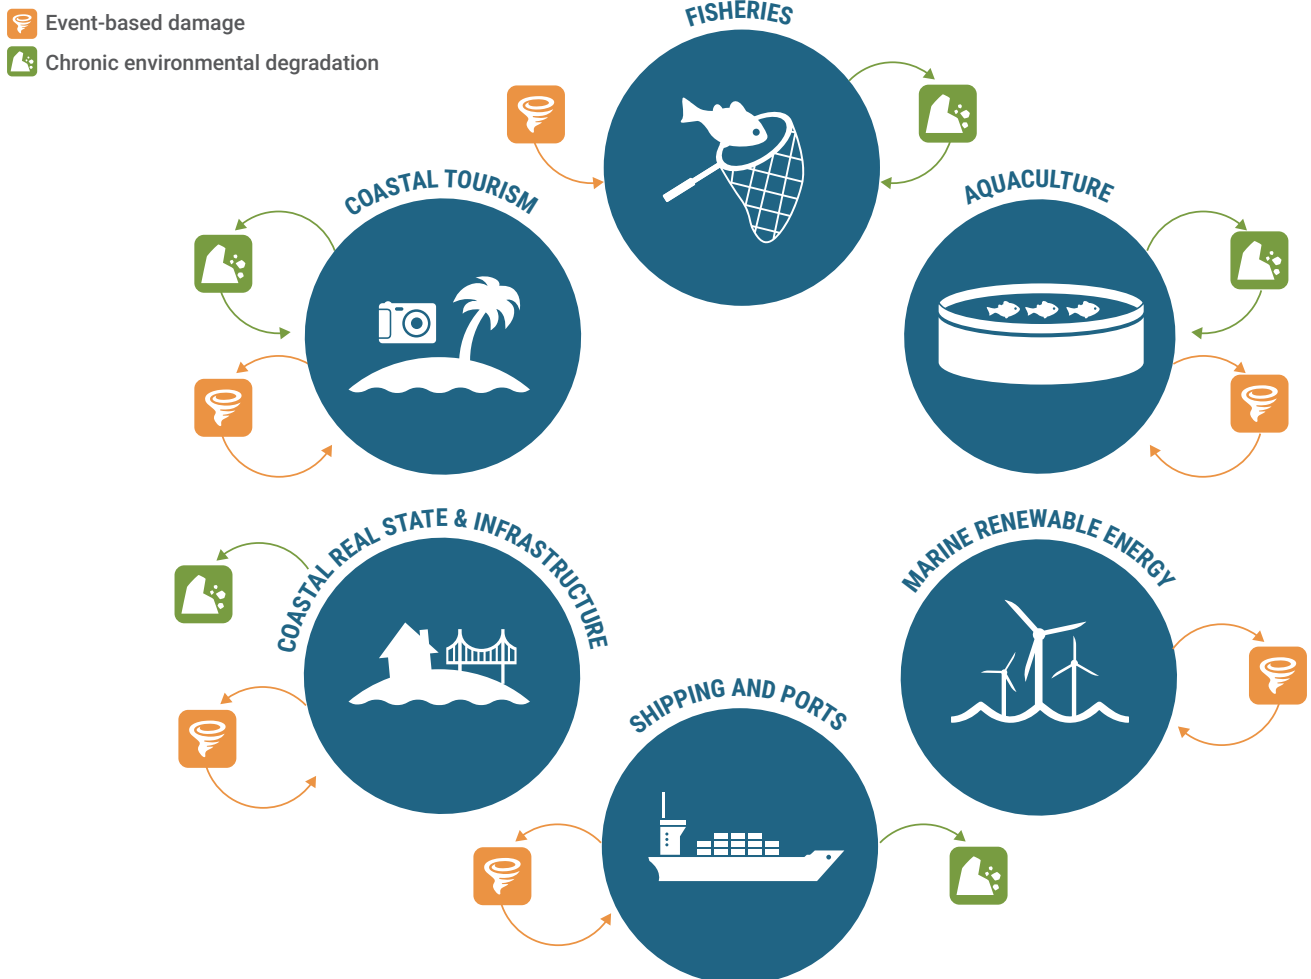 Event-based damage
Chronic environmental degradation
FISHERIES
COASTAL TOURISM
AQUACULTURE
COASTAL REAL STATE & INFRASTRUCTURE
MARINE RENEWABLE ENERGY
SHIPPING AND PORTS